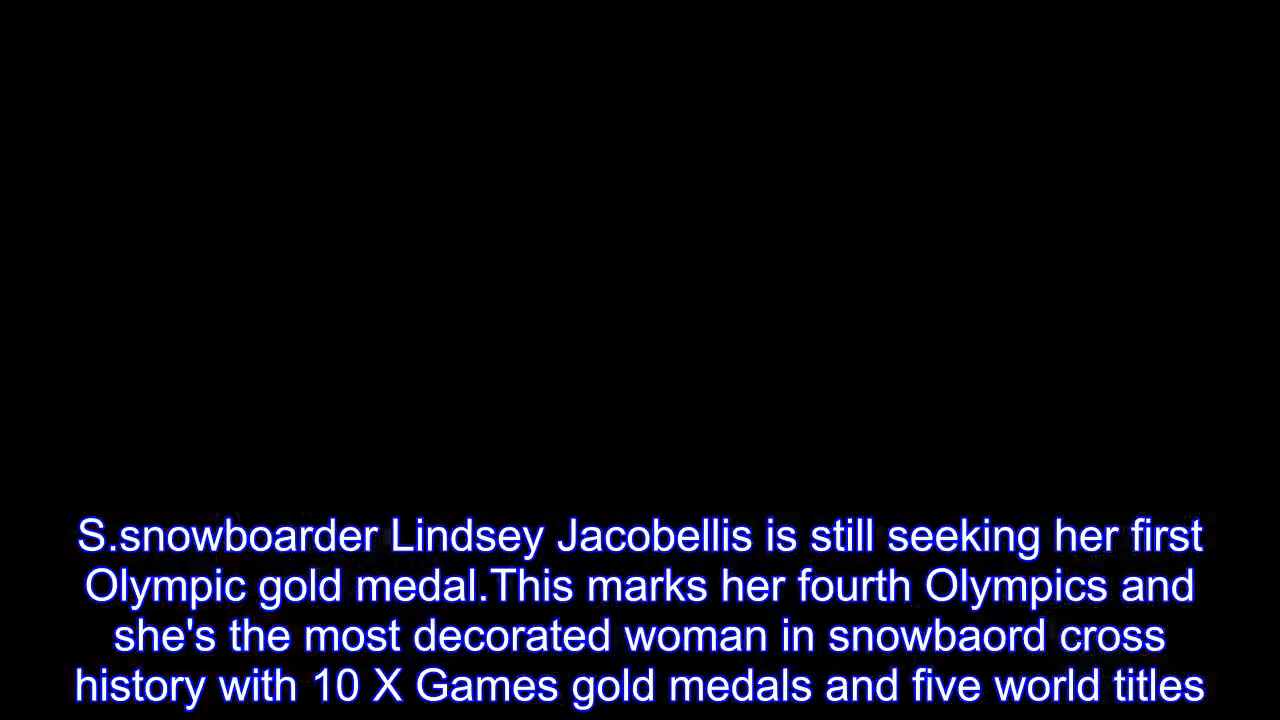 S.snowboarder Lindsey Jacobellis is still seeking her first
Olympic gold medal.This marks her fourth Olympics and
she's the most decorated woman in snowbaord cross
history with 10 X Games gold medals and five world titles